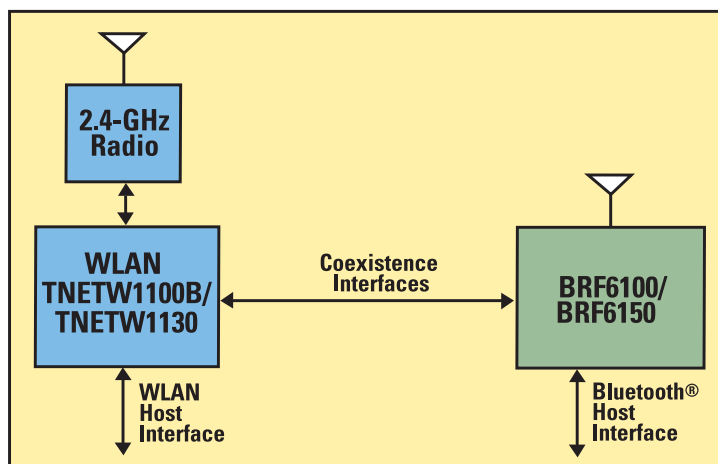 2.4-GHz
Radio
WLAN
TNETW1100B/
TNETW1130
Coexistence
Interfaces
BRF6100/
BRF6150
WLAN
Host
Interface
Bluetooth®
Host
Interface